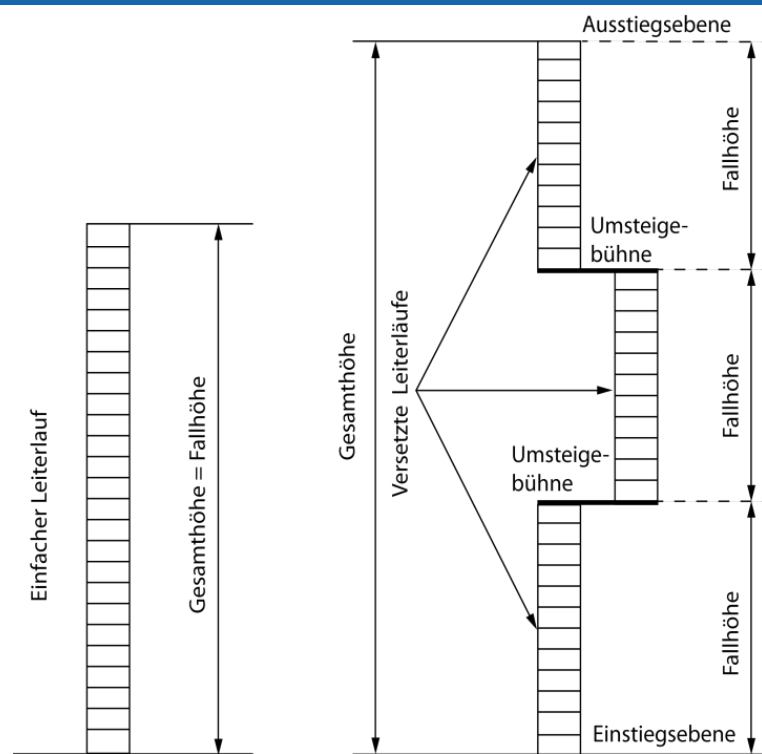 Ausstiegsebene
Fallhöhe
Umsteige-
bühne
Einfacher Leiterlauf
Gesamthöhe = Fallhöhe
Gesamthöhe
Versetzte Leiterläufe
Fallhöhe
Umsteige-
bühne
Fallhöhe
Einstiegsebene